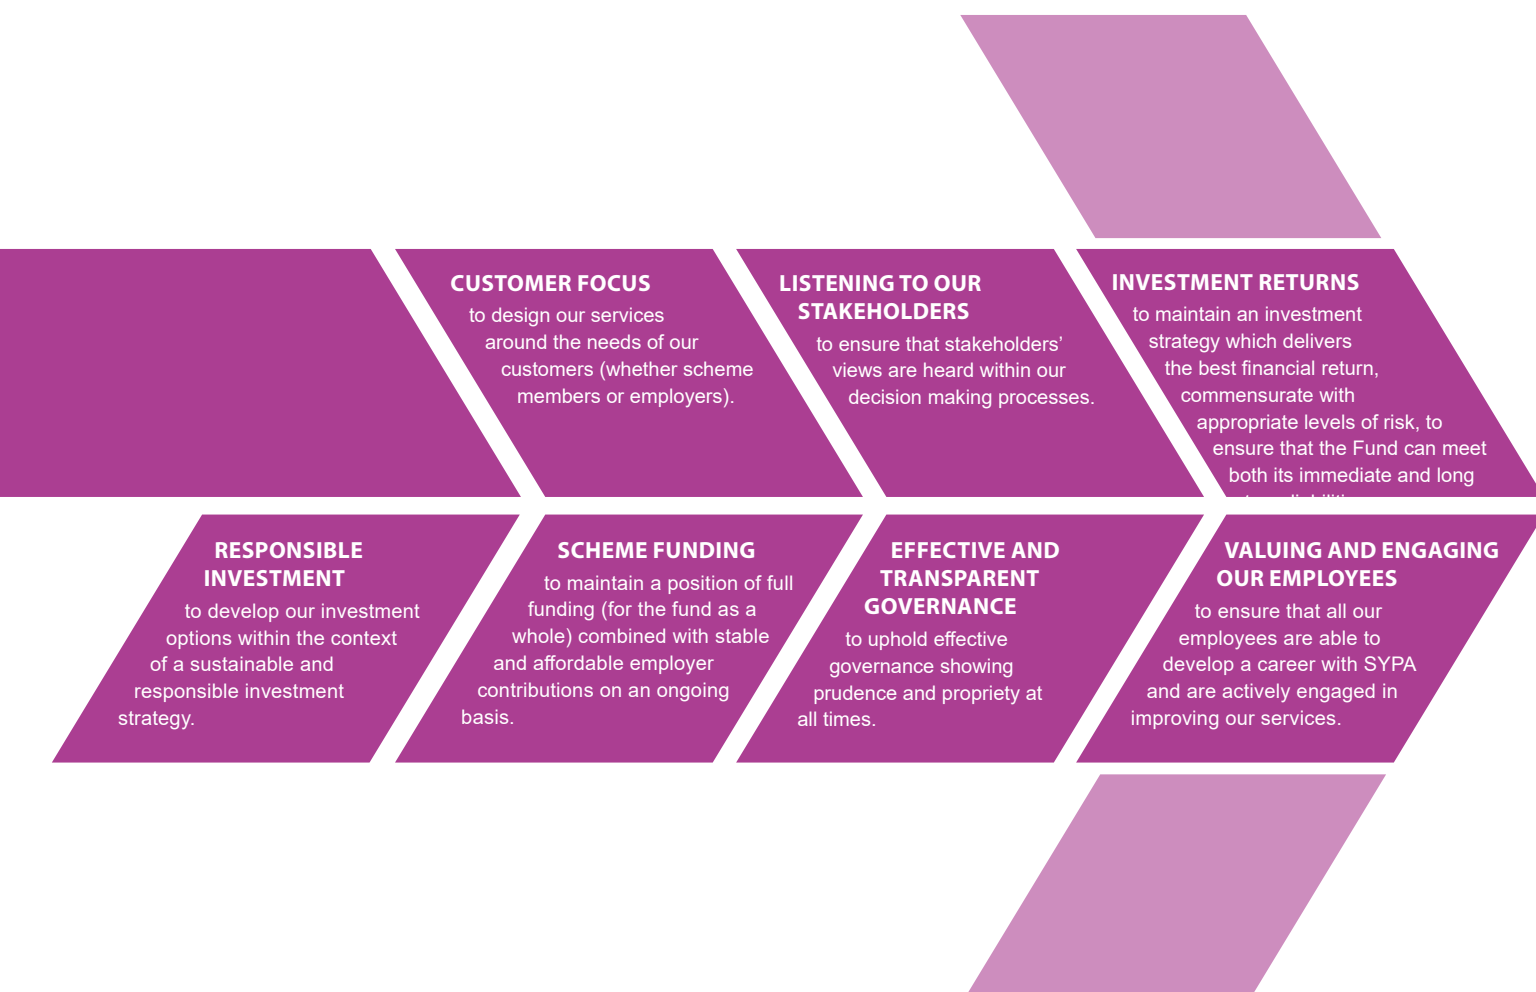 CUSTOMER FOCUS
to design our services
around the needs of our
customers (whether scheme
members or employers).
LISTENING TO OUR
STAKEHOLDERS
to ensure that stakeholders’
views are heard within our
decision making processes.
INVESTMENT RETURNS
to maintain an investment
strategy which delivers
the best financial return,
commensurate with
appropriate levels of risk, to
ensure that the Fund can meet
both its immediate and long
RESPONSIBLE
INVESTMENT
to develop our investment
options within the context
of a sustainable and
responsible investment
strategy.
SCHEME FUNDING
to maintain a position of full
funding (for the fund as a
whole) combined with stable
and affordable employer
contributions on an ongoing
basis.
EFFECTIVE AND
TRANSPARENT
GOVERNANCE
to uphold effective
governance showing
prudence and propriety at
all times.
VALUING AND ENGAGING
OUR EMPLOYEES
to ensure that all our
employees are able to
develop a career with SYPA
and are actively engaged in
improving our services.